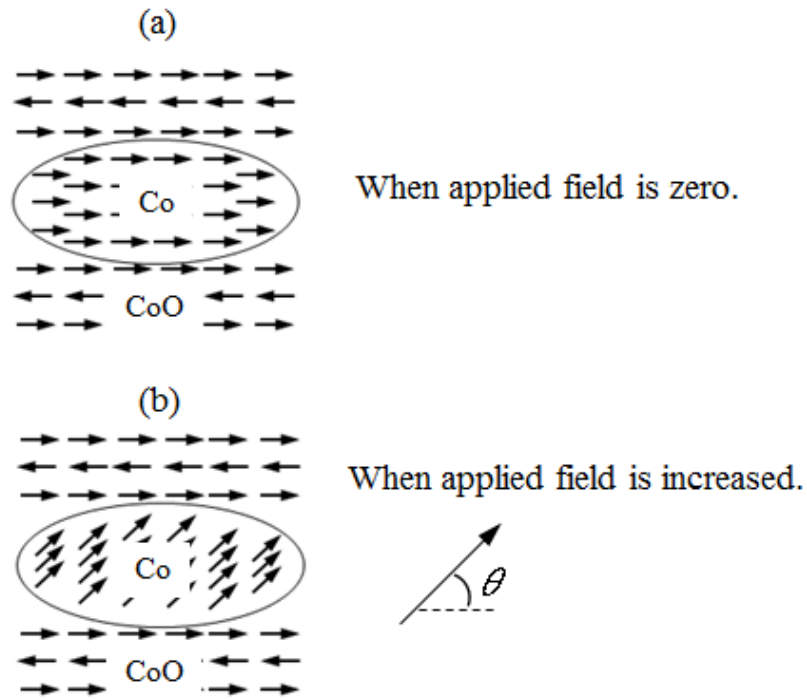 (a)
Co
When applied field is zero.
CoO
(b)
When applied field is increased.
Co
θ
CoO